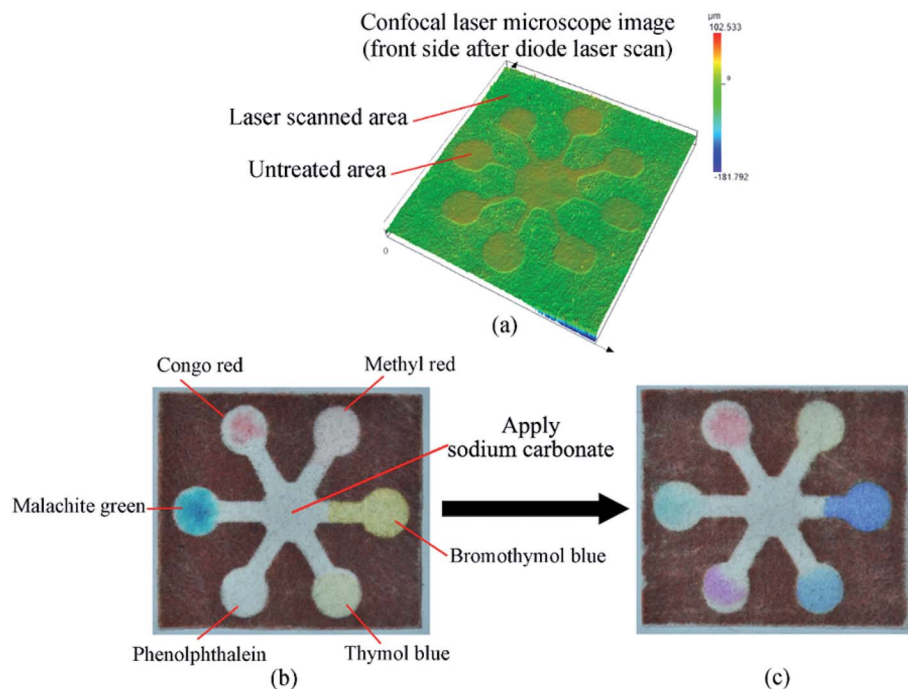 Confocal laser microscope image
(front side after diode laser scan)
µm
102.533
0
-181.792
Laser scanned area
Untreated area
0
(a)
Congo red
Methyl red
Apply
sodium carbonate
Malachite green
Bromothymol blue
Phenolphthalein
Thymol blue
(b)
(c)